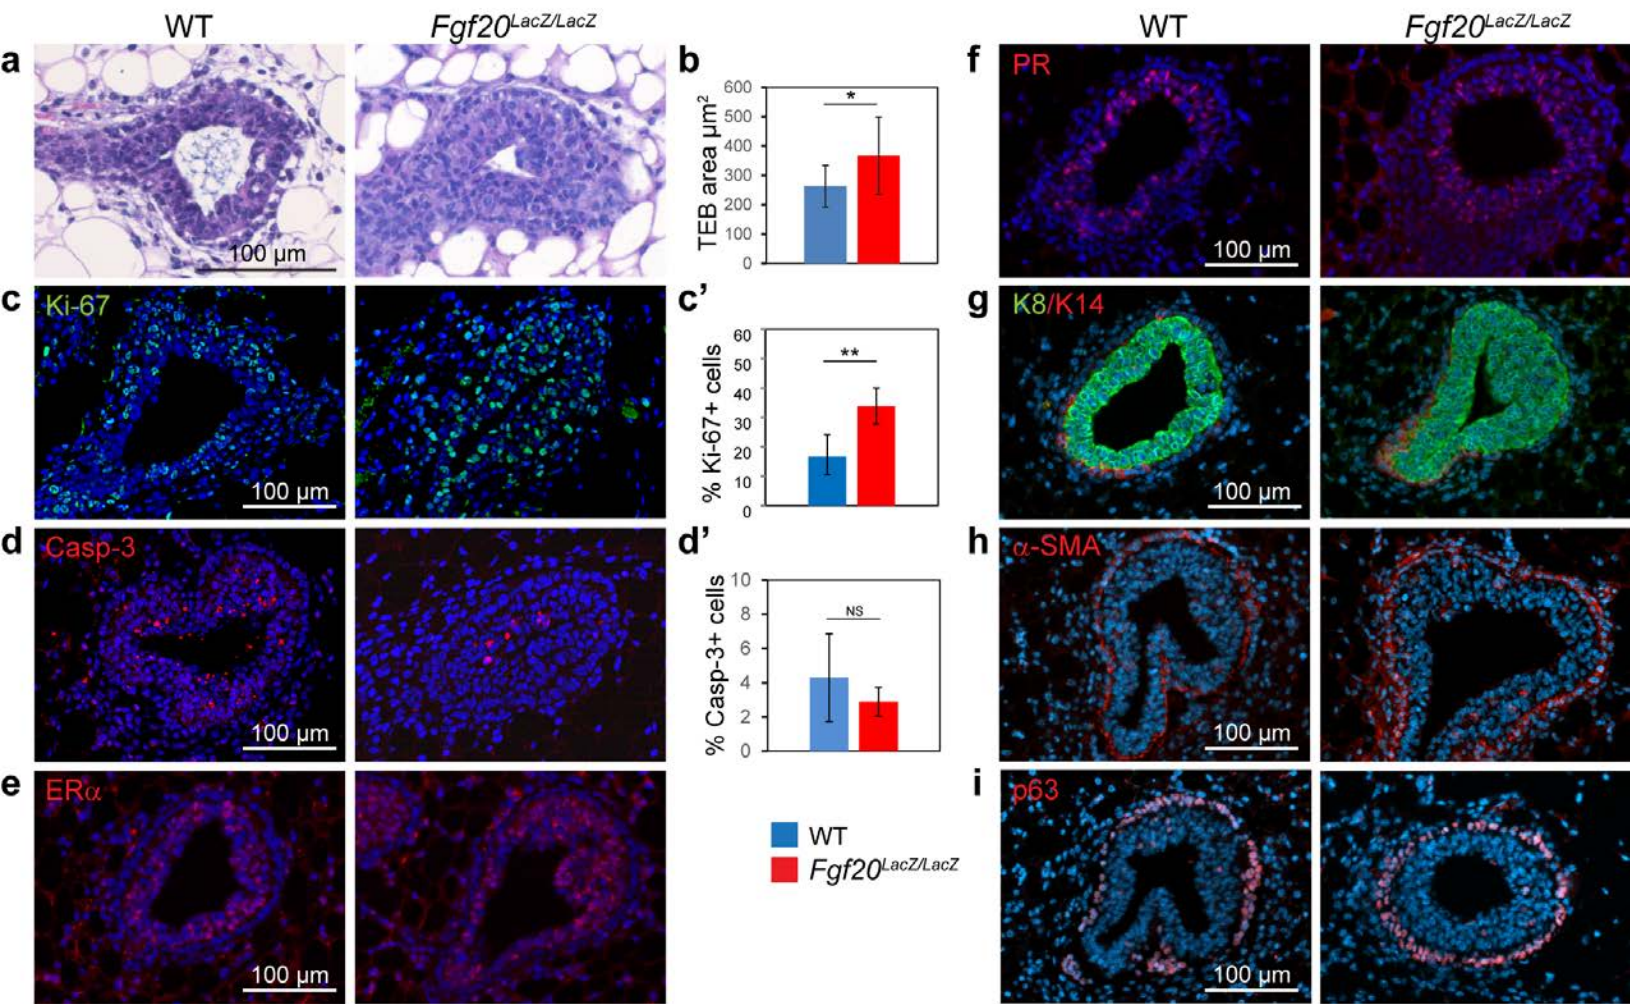 WT
Fgf20LacZ/LacZ
WT
Fgf20LacZ/LacZ
a
100 µm
b
TEB area µm2
600
500
400
300
200
100
0
*
f
PR
100 µm
c
Ki-67
100 µm
c’
% Ki-67+ cells
60
50
40
30
20
10
0
**
g
K8/K14
100 µm
d
Casp-3
100 µm
d’
% Casp-3+ cells
10
8
6
4
2
0
NS
h
α-SMA
100 µm
e
ERα
100 µm
WT
Fgf20LacZ/LacZ
i
p63
100 µm